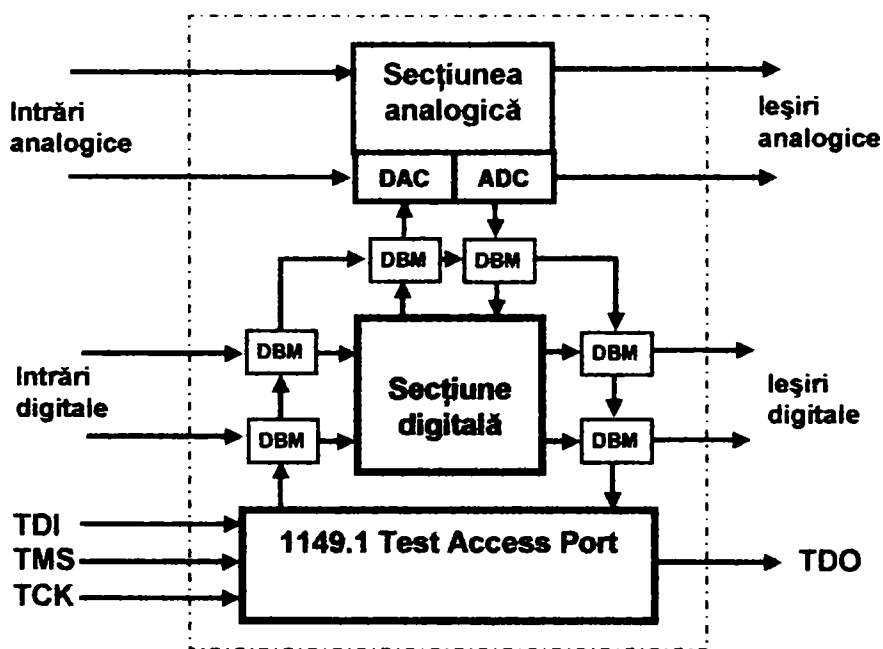 Secțiunea
analogică
Intrări
analogice
Ieşiri
analogice
DAC
ADC
DBM
DBM
DBM
DBM
Intrări
digitale
Secțiune
digitală
Ieşiri
digitale
DBM
DBM
TDI
TMS
TCK
1149.1 Test Access Port
TDO